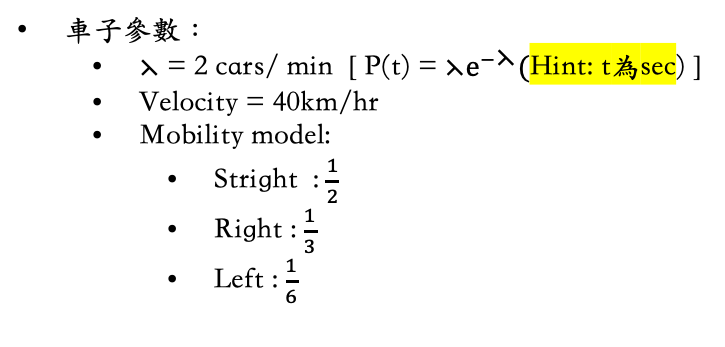 • 車子參數：
• λ = 2 cars/ min [ P(t) = λe^−λ (Hint: t為sec) ]
• Velocity = 40km/hr
• Mobility model:
• Stright : 1/2
• Right : 1/3
• Left : 1/6